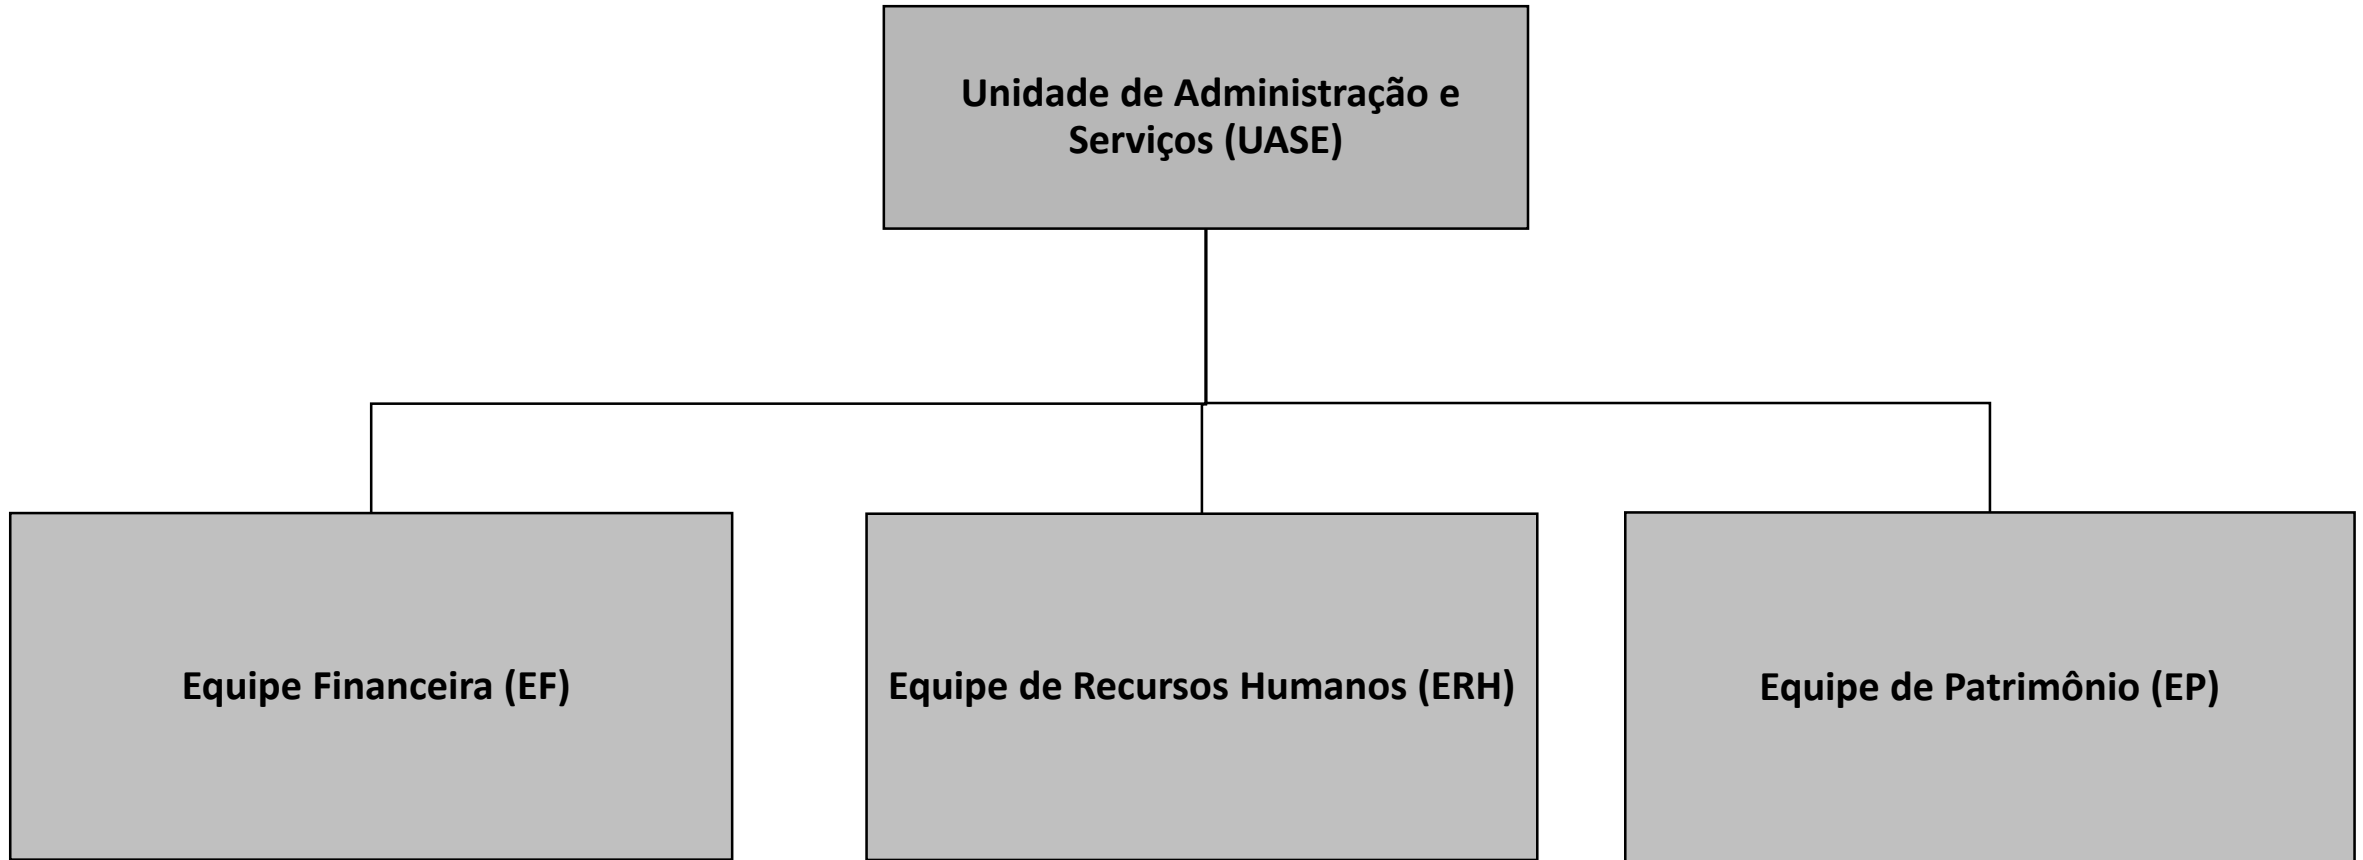 Unidade de Administração e
Serviços (UASE)
Equipe Financeira (EF)
Equipe de Recursos Humanos (ERH)
Equipe de Patrimônio (EP)